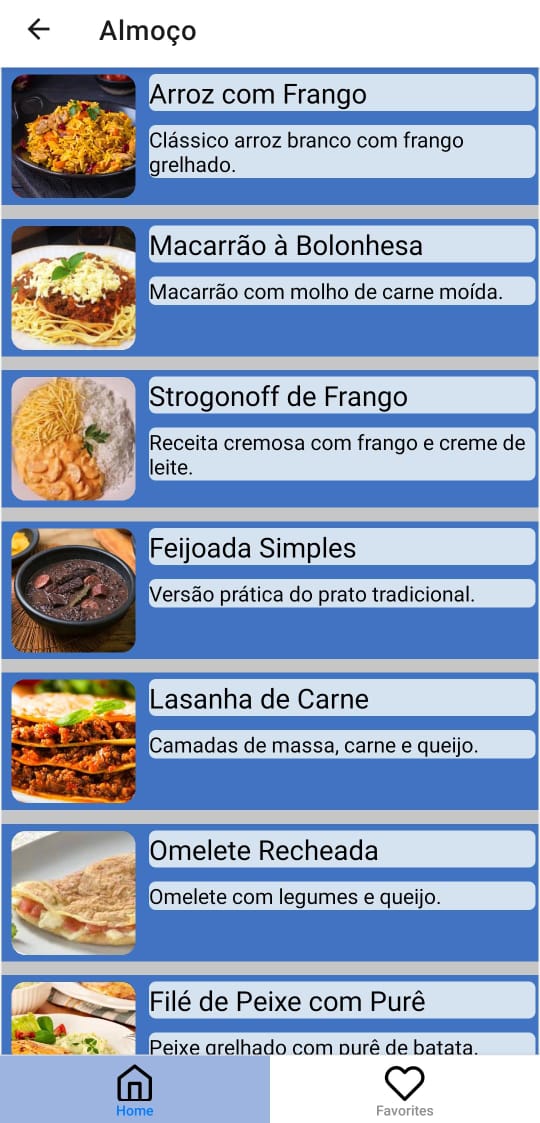 Almoço
Arroz com Frango
Clássico arroz branco com frango
grelhado.
Macarrão à Bolonhesa
Macarrão com molho de carne moída.
Strogonoff de Frango
Receita cremosa com frango e creme de
leite.
Feijoada Simples
Versão prática do prato tradicional.
Lasanha de Carne
Camadas de massa, carne e queijo.
Omelete Recheada
Omelete com legumes e queijo.
Filé de Peixe com Purê
Peixe grelhado com purê de batata.
Home
Favorites